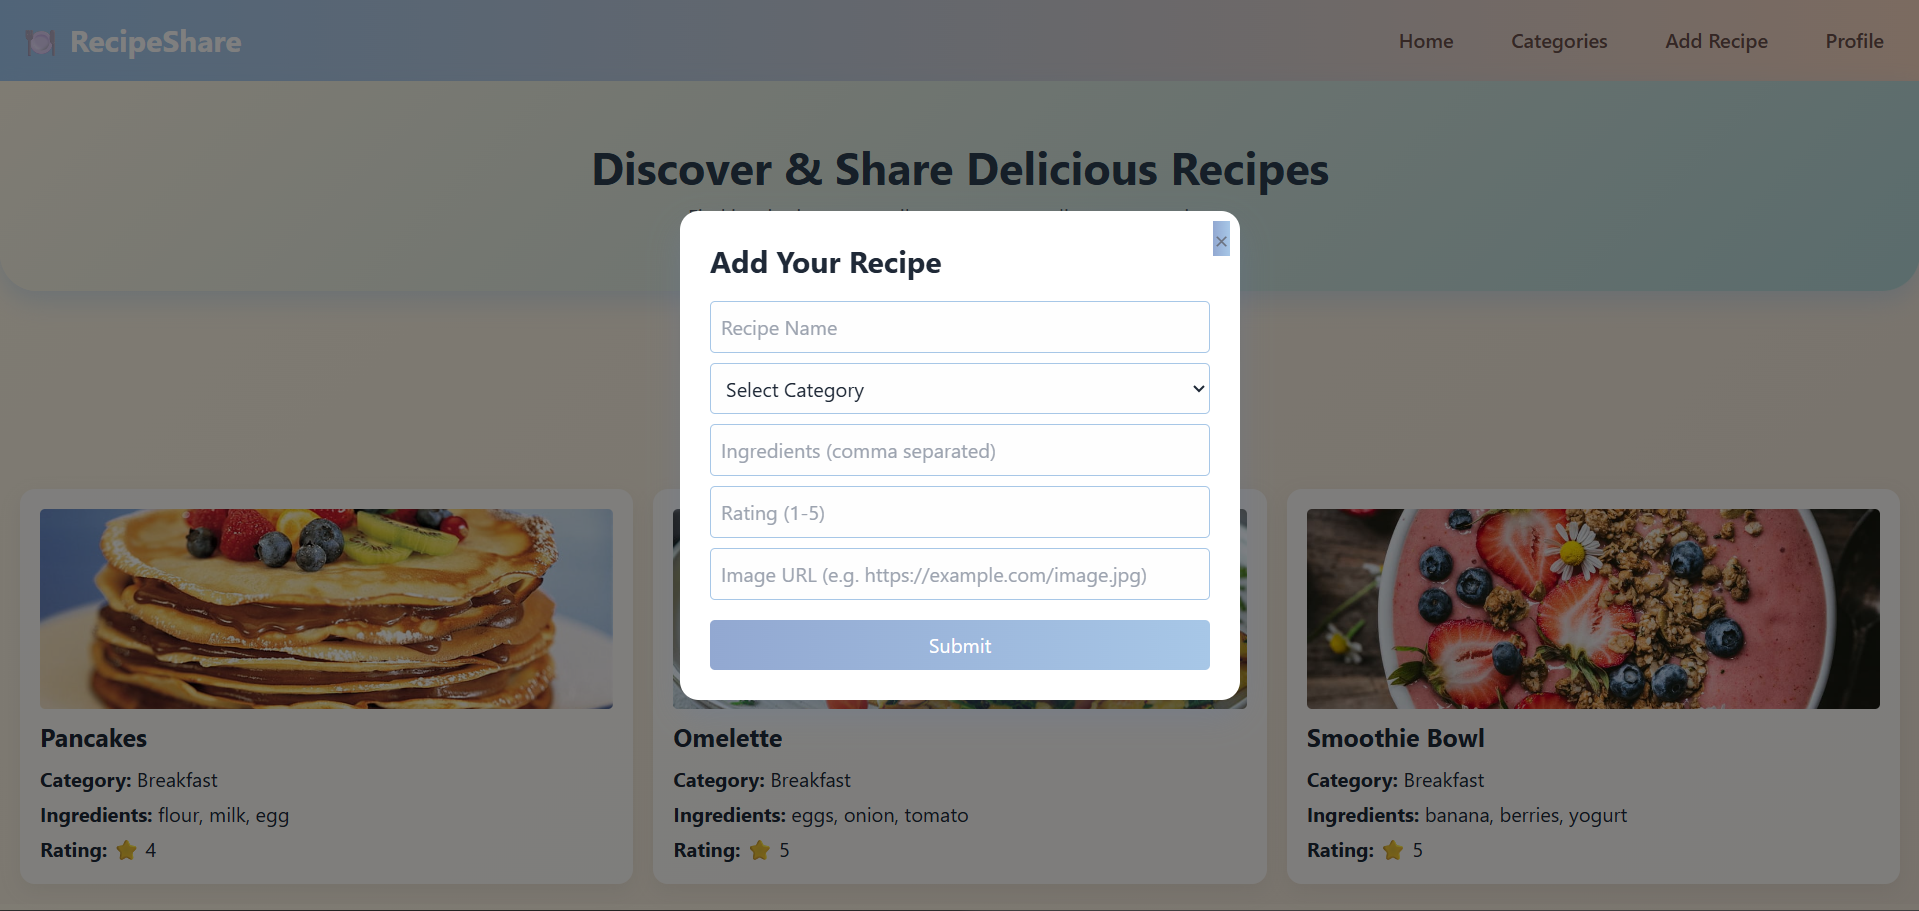 RecipeShare
Home Categories Add Recipe Profile
Discover & Share Delicious Recipes
×
Add Your Recipe
Recipe Name
Select Category
Ingredients (comma separated)
Rating (1-5)
Image URL (e.g. https://example.com/image.jpg)
Submit
Pancakes
Category: Breakfast
Ingredients: flour, milk, egg
Rating: ⭐ 4
Omelette
Category: Breakfast
Ingredients: eggs, onion, tomato
Rating: ⭐ 5
Smoothie Bowl
Category: Breakfast
Ingredients: banana, berries, yogurt
Rating: ⭐ 5